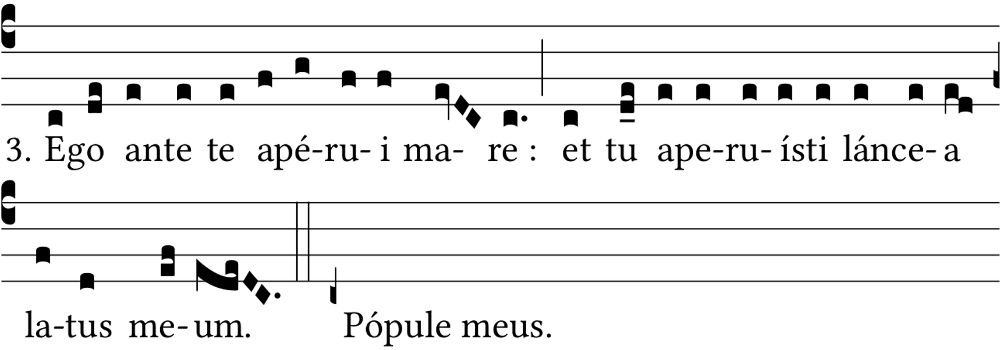 3. Ego ante te apé-ru-i ma-re : et tu ape-ru-ísti lánce-a
la-tus me-um. Pópule meus.